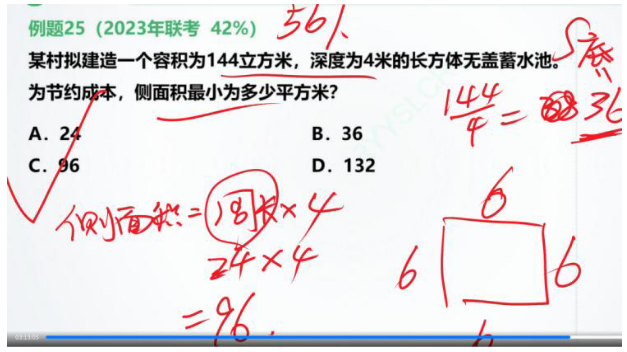 例题25（2023年联考 42%）
56%
某村拟建造一个容积为144立方米，深度为4米的长方体无盖蓄水池。
为节约成本，侧面积最小为多少平方米？
A．24
B．36
C．96
D．132
S底
144/4 = 36
侧面积=周长×4
24×4
=96
6
6
6
6
03:13:05